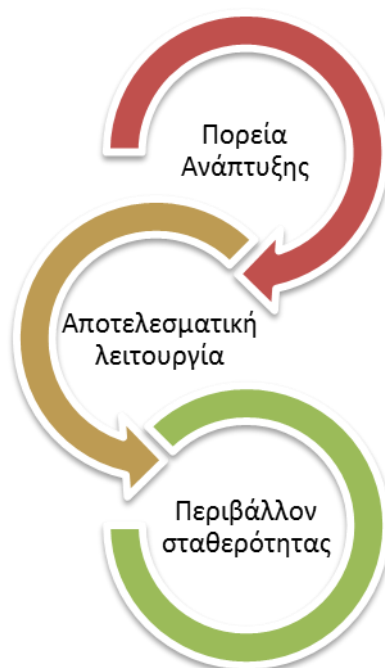 Πορεία
Ανάπτυξης
Αποτελεσματική
λειτουργία
Περιβάλλον
σταθερότητας